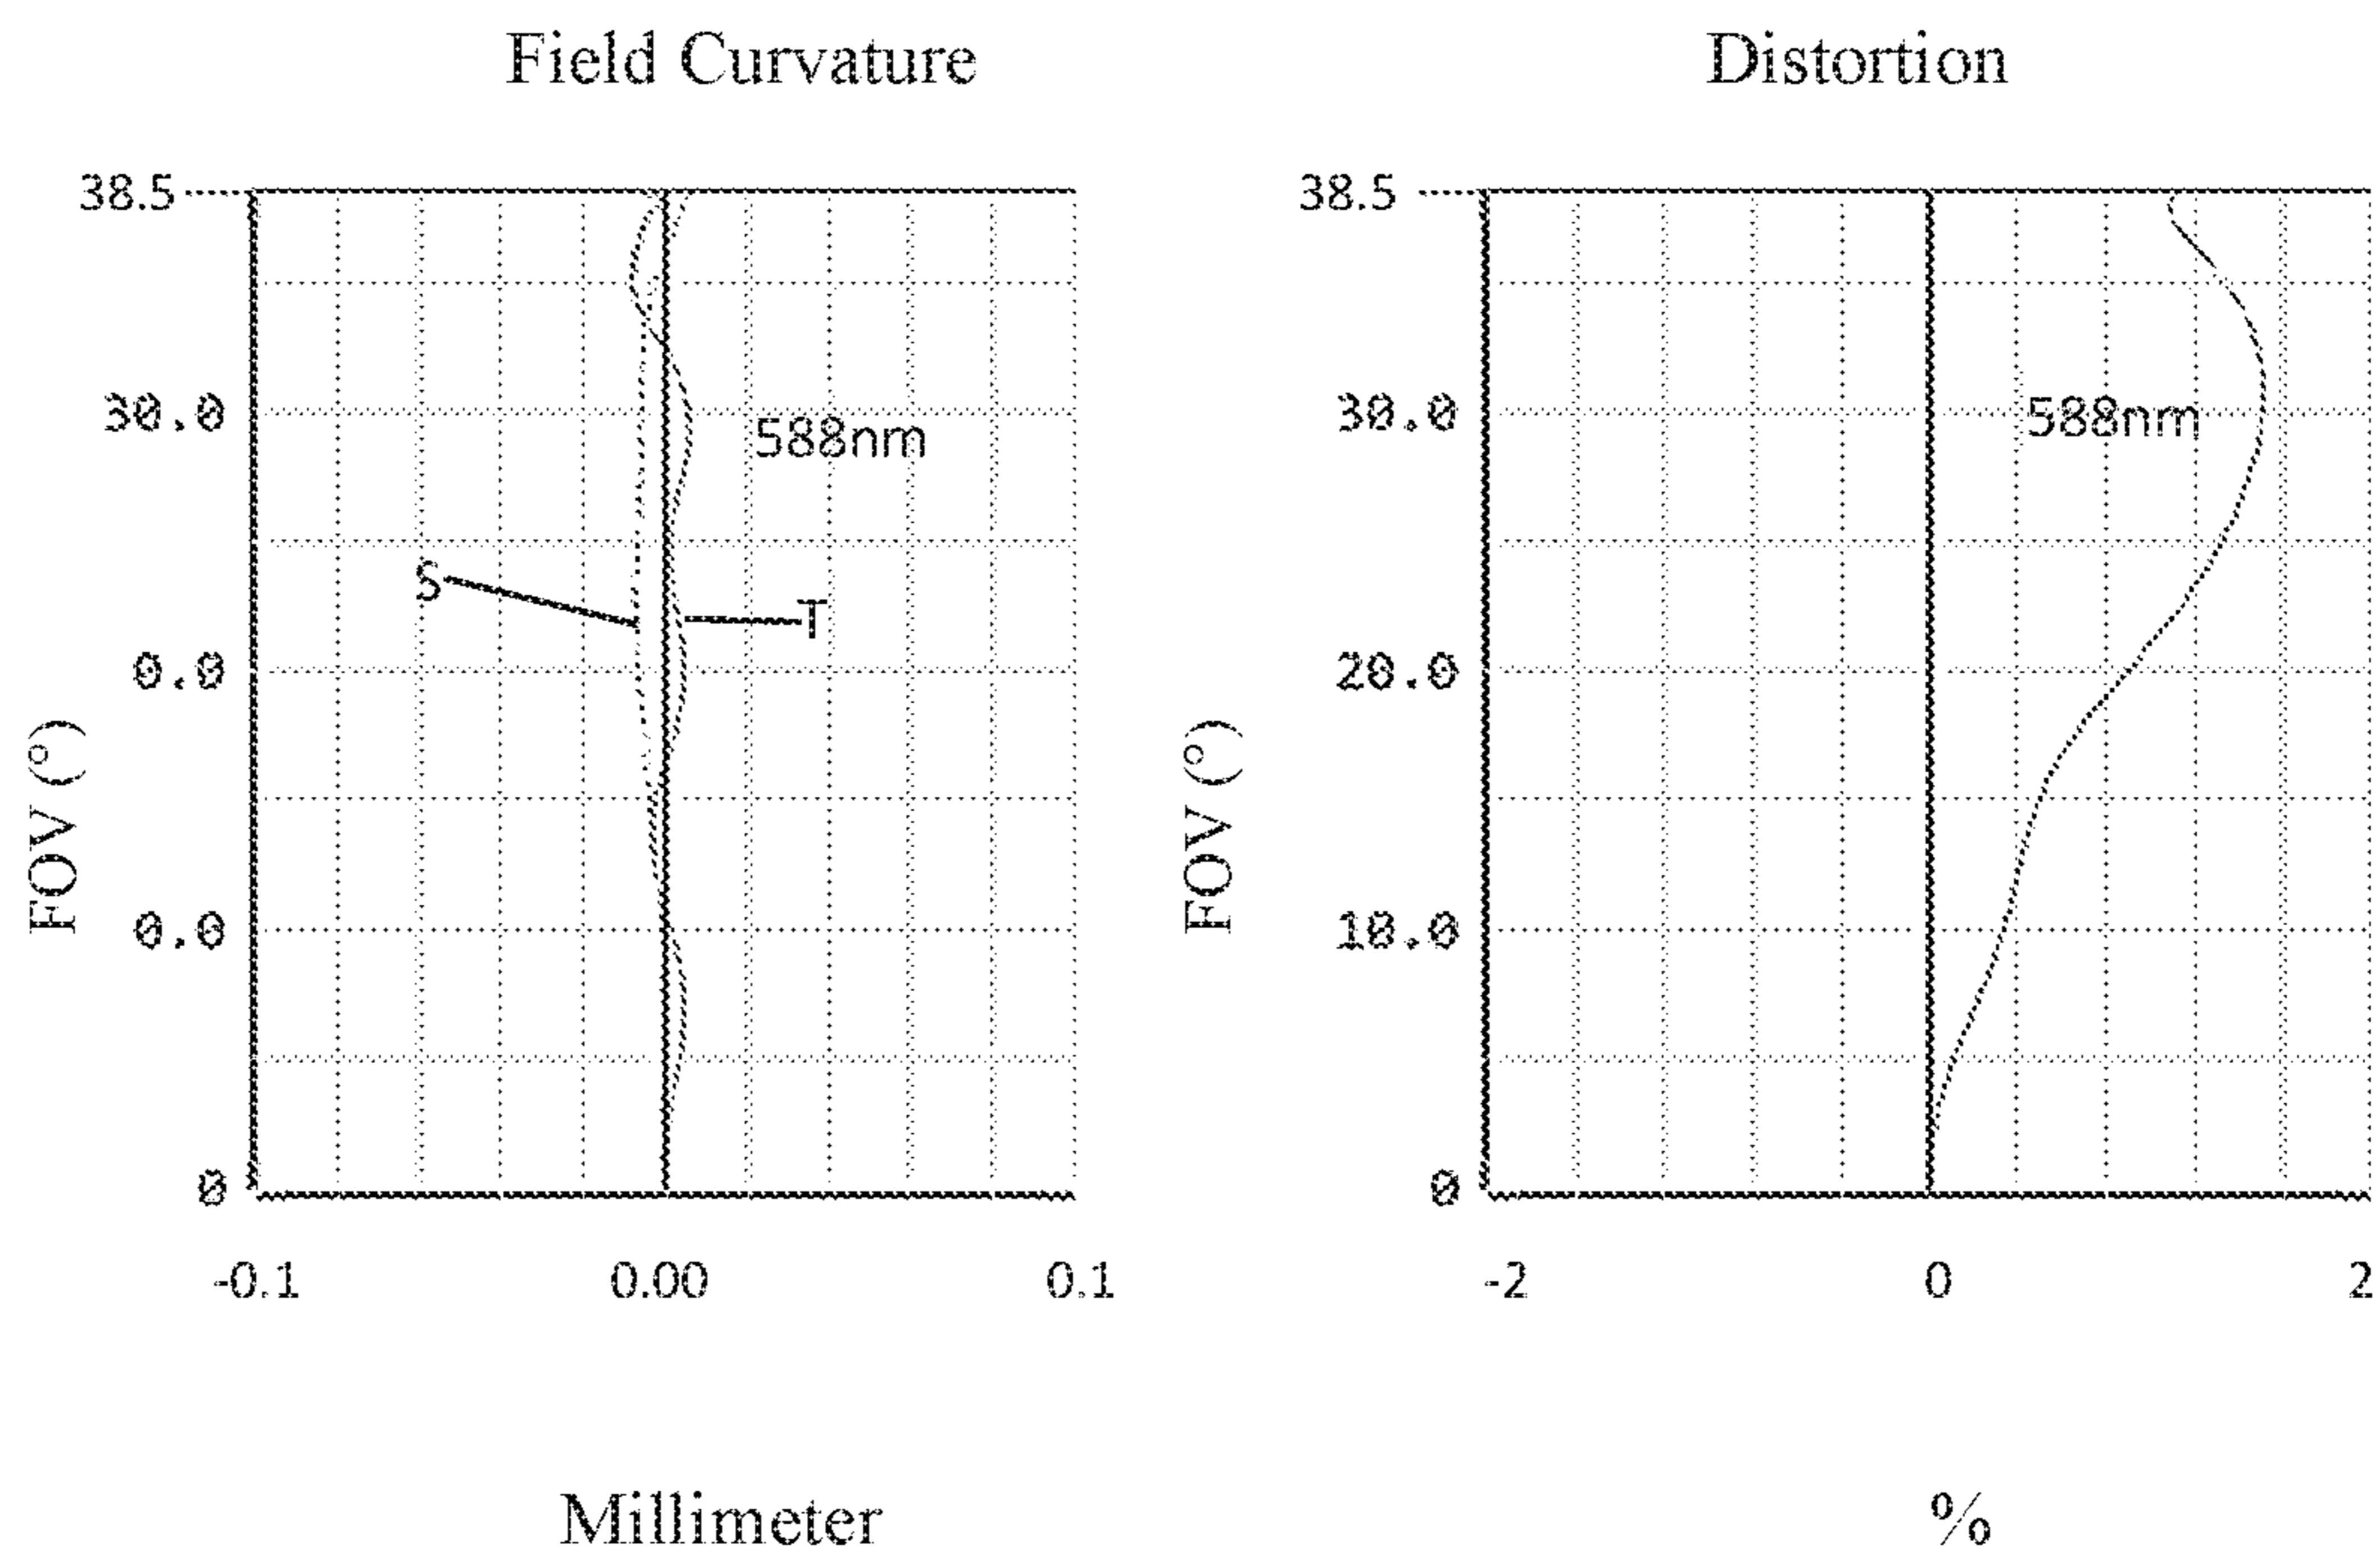 Field Curvature
38.5
30.0
0.0
0.0
0
588nm
S
T
FOV (°)
-0.1 0.00 0.1
Millimeter
Distortion
38.5
30.0
20.0
10.0
0
588nm
FOV (°)
-2 0 2
%